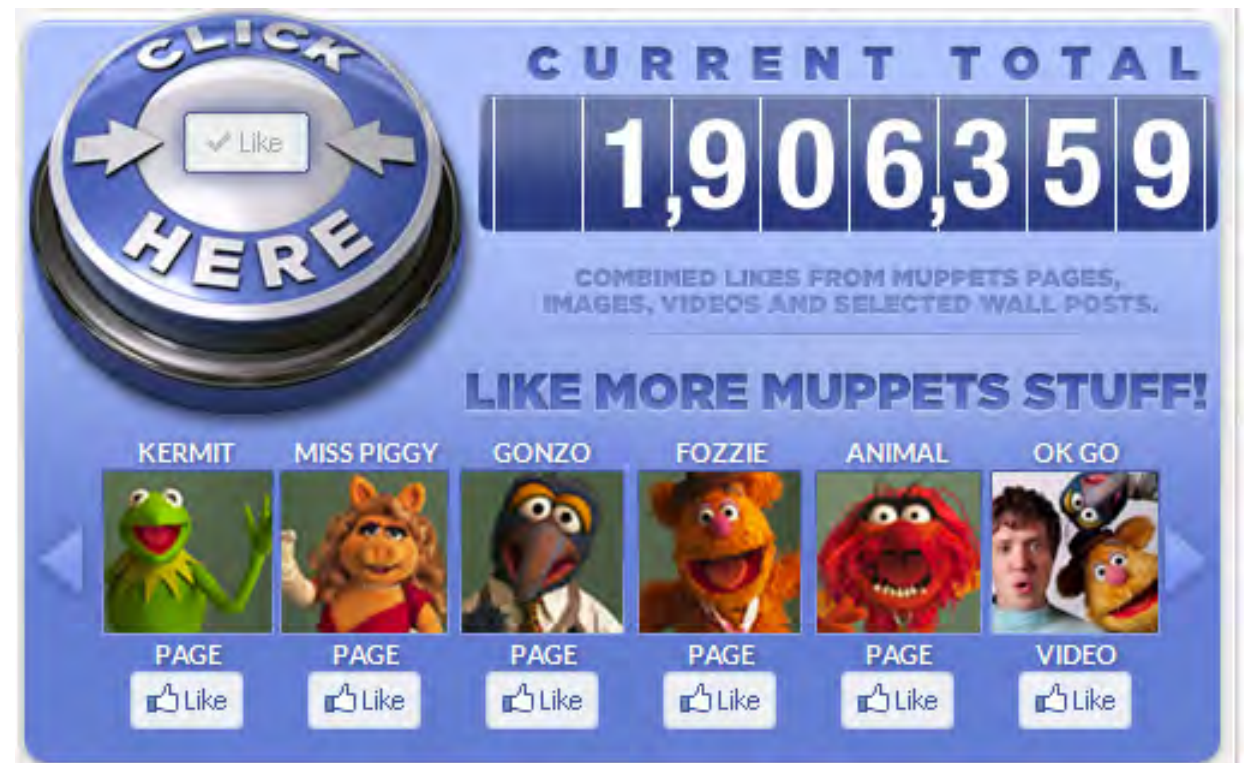 CLICK
Like
HERE
CURRENT TOTAL
1,906,359
COMBINED LIKES FROM MUPPETS PAGES,
IMAGES, VIDEOS AND SELECTED WALL POSTS.
LIKE MORE MUPPETS STUFF!
KERMIT MISS PIGGY GONZO FOZZIE ANIMAL OK GO
PAGE PAGE PAGE PAGE PAGE VIDEO
Like Like Like Like Like Like